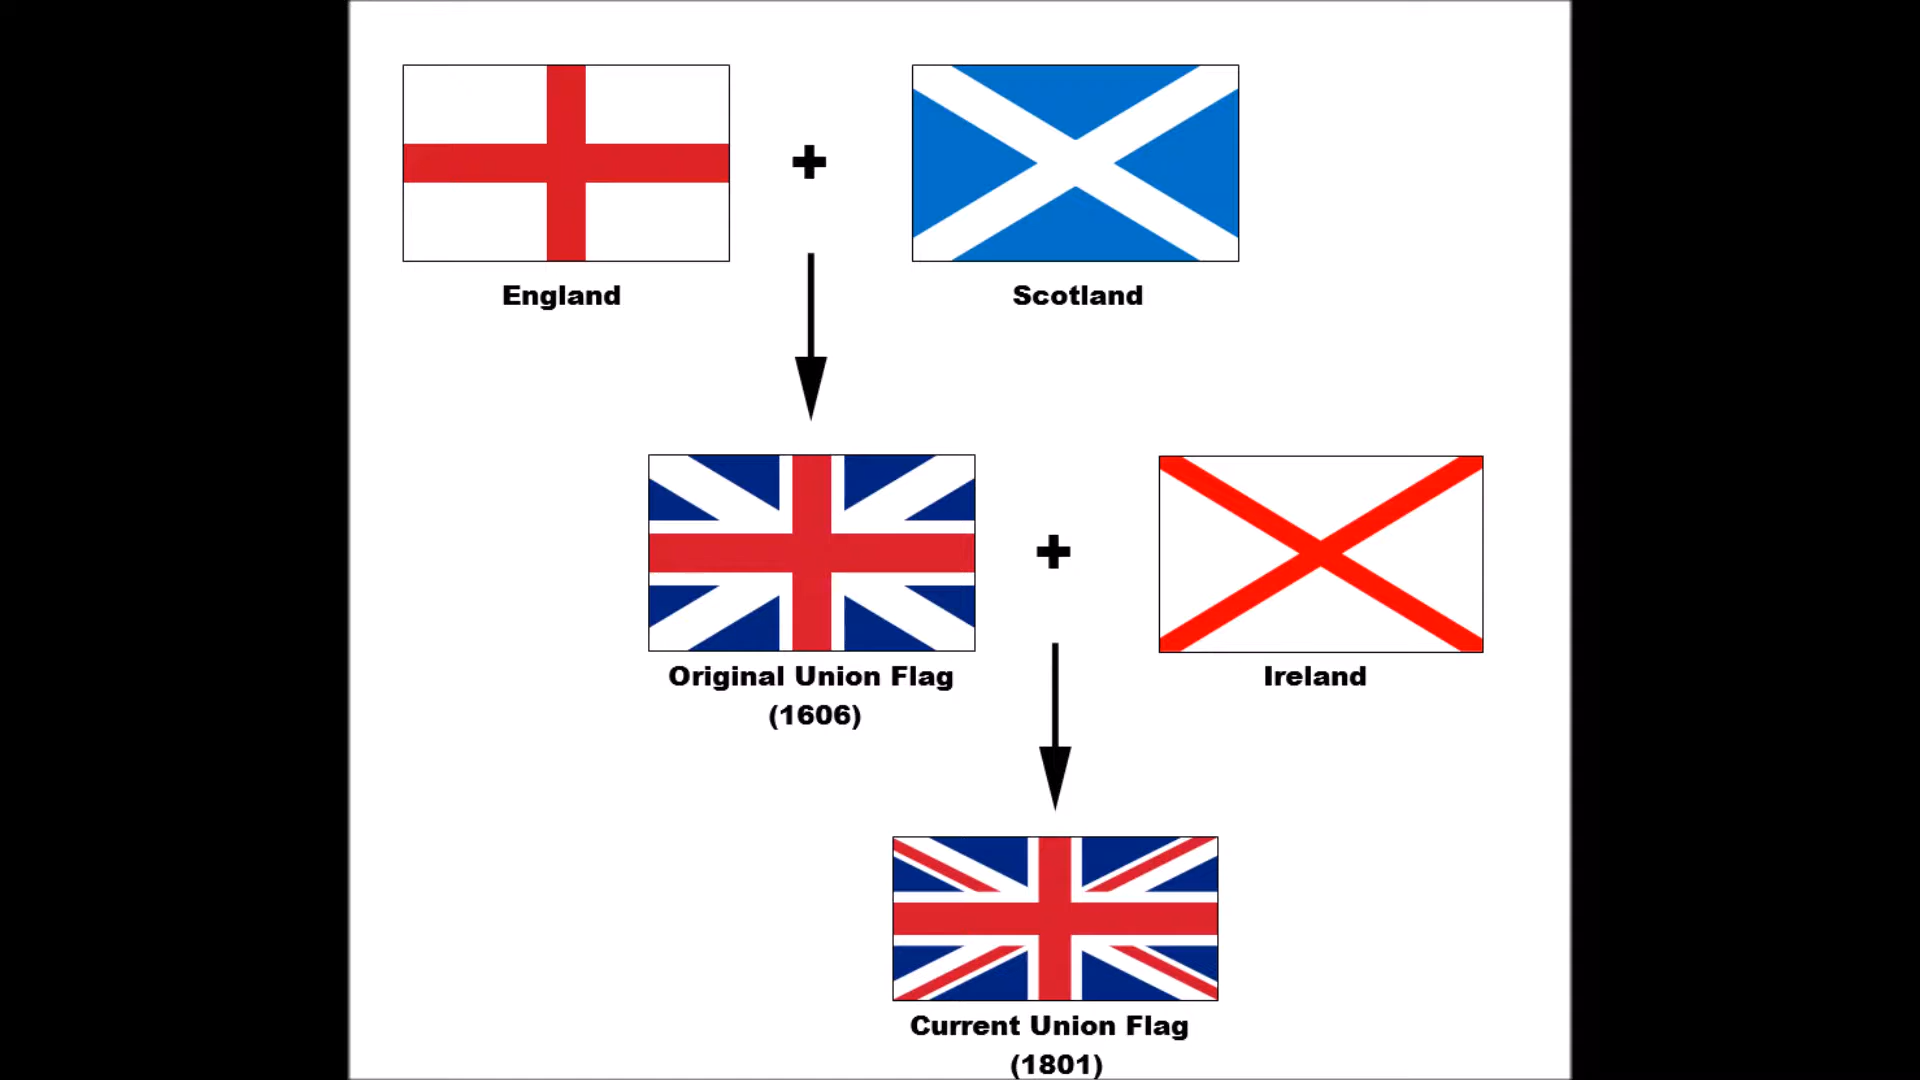 England
Scotland
Original Union Flag
(1606)
Ireland
Current Union Flag
(1801)